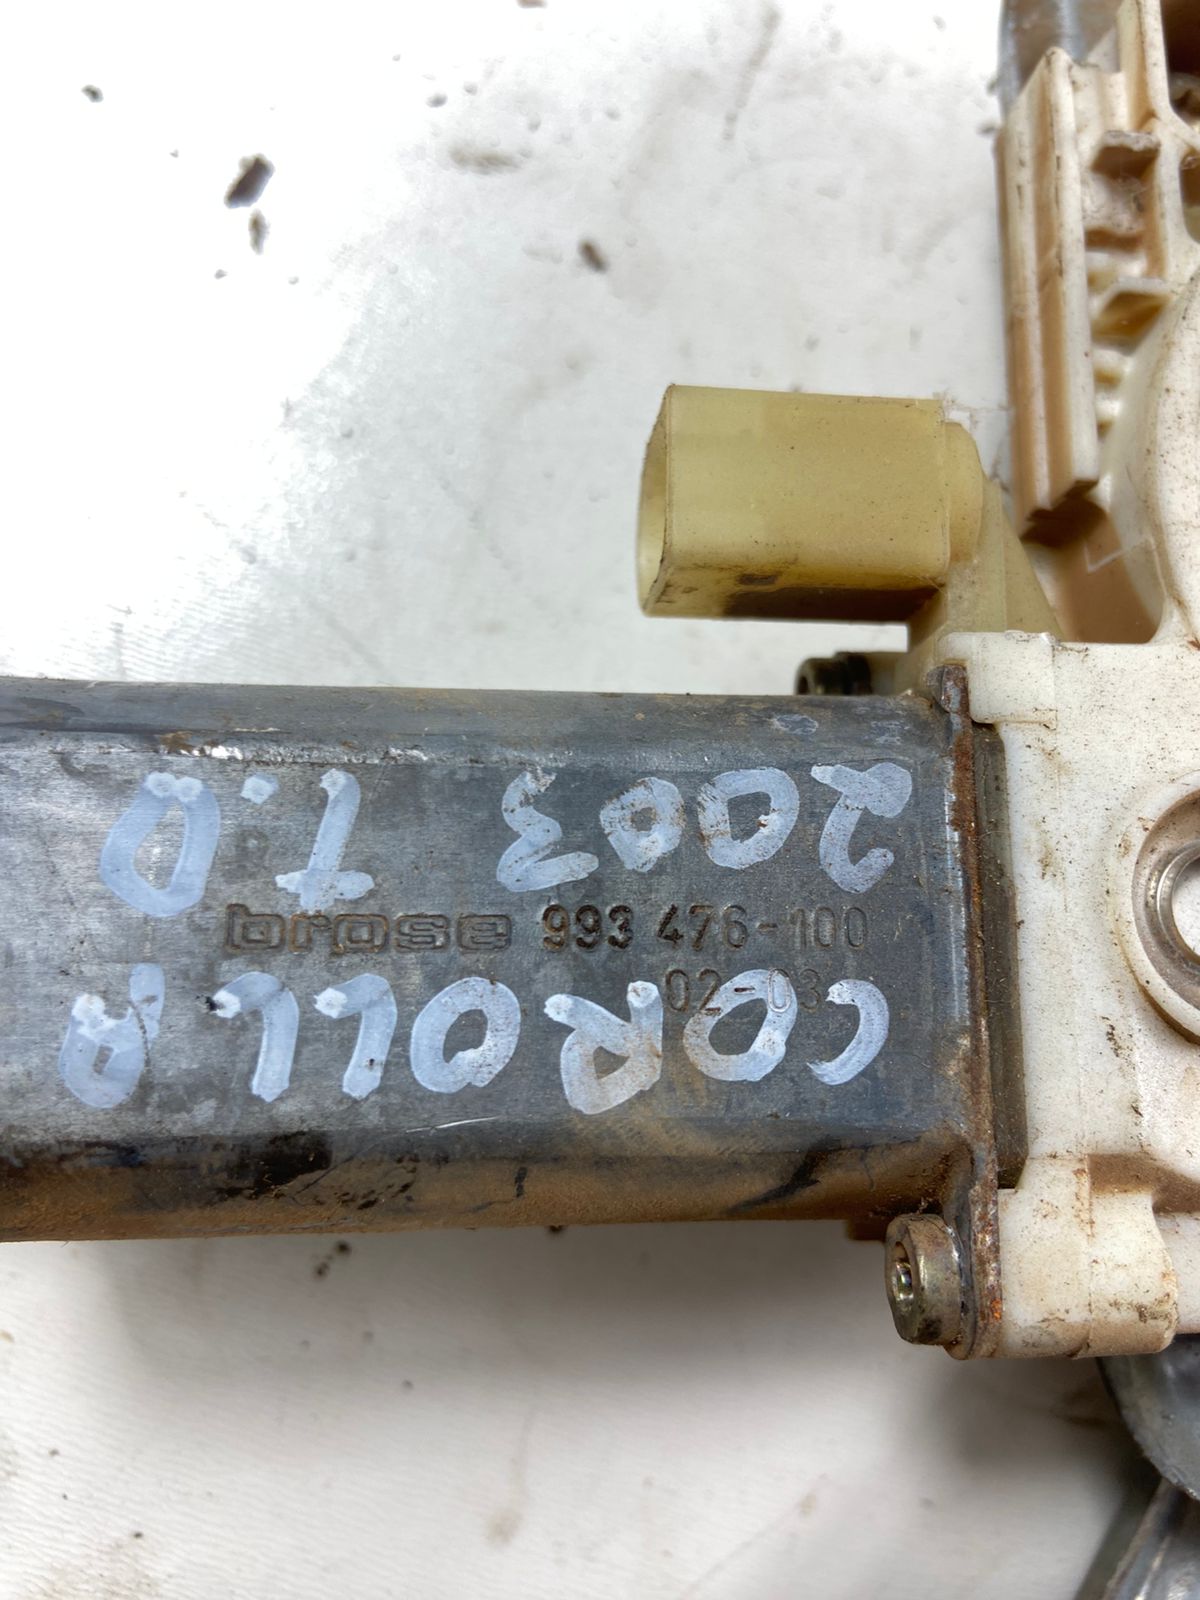 brose 993 476-100
02-03
COROLLA
2003 t.D